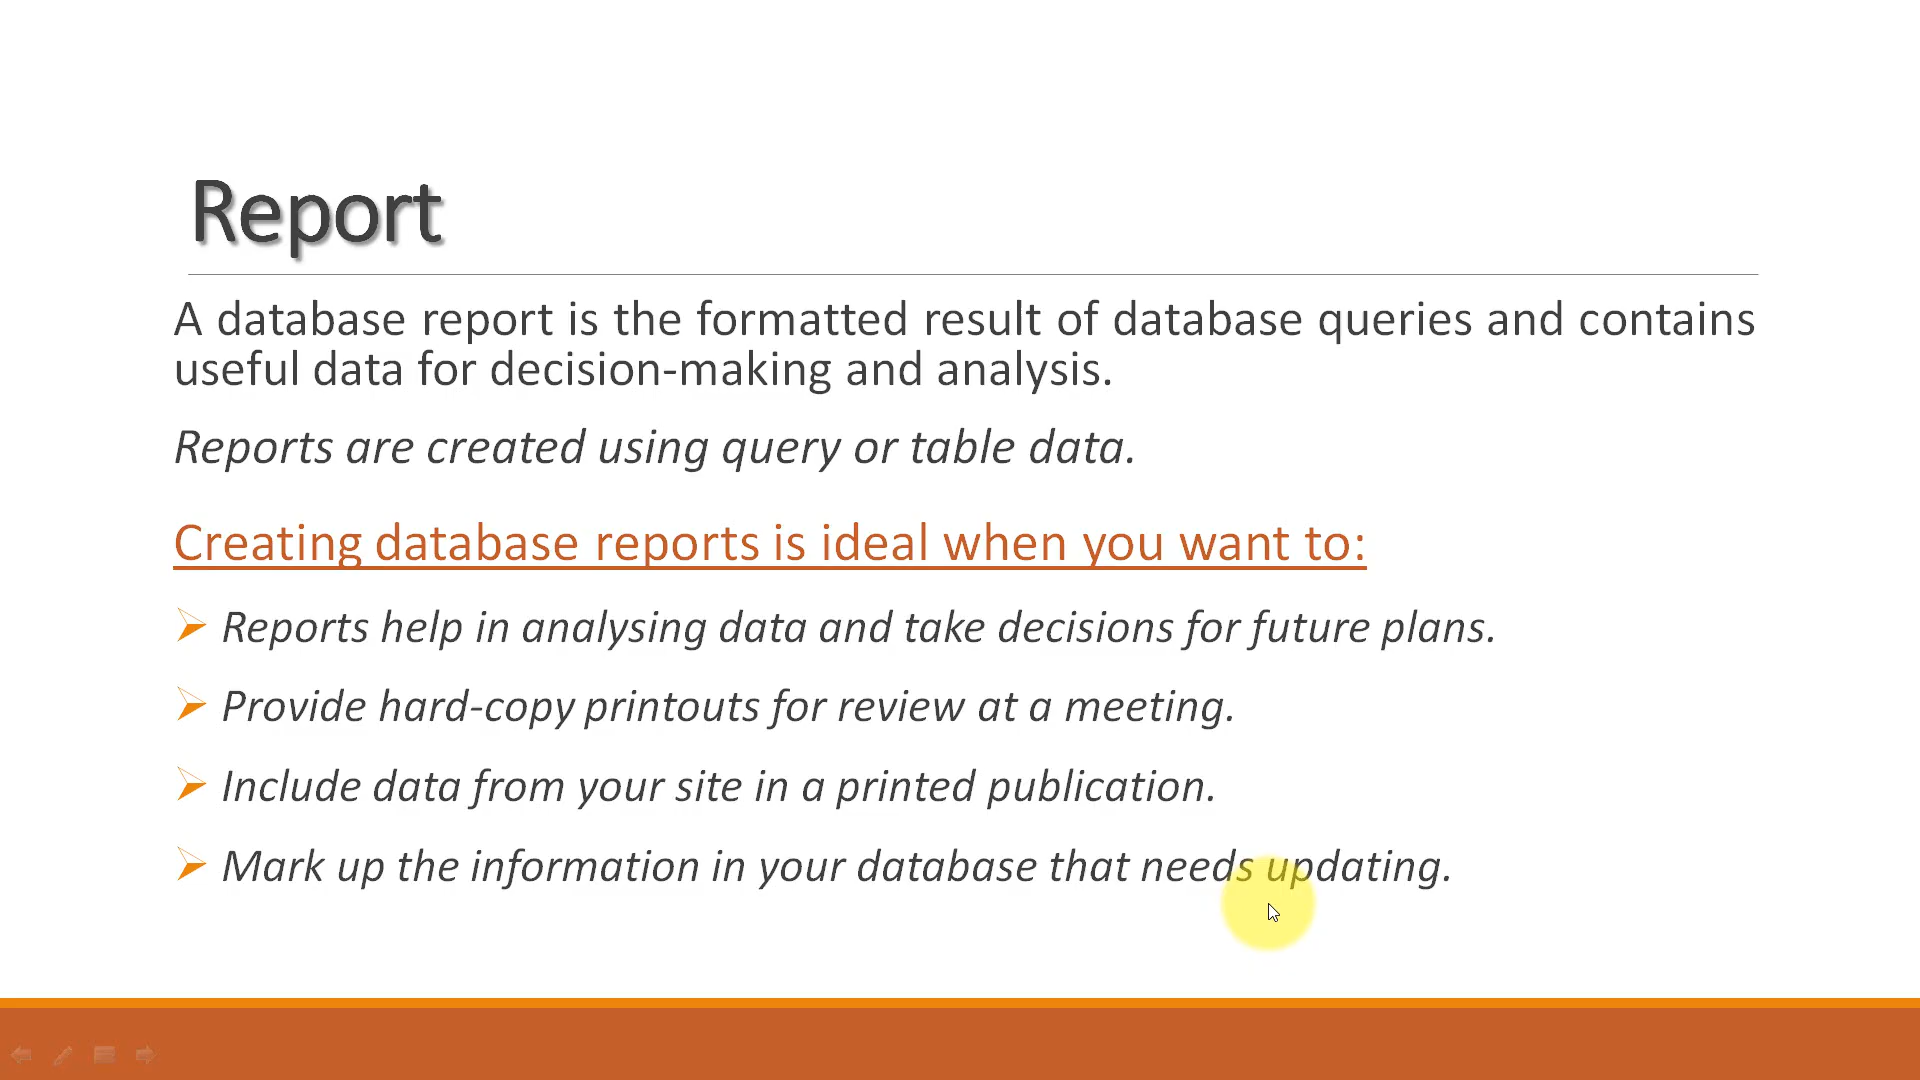 Report
A database report is the formatted result of database queries and contains
useful data for decision-making and analysis.
Reports are created using query or table data.
Creating database reports is ideal when you want to:
Reports help in analysing data and take decisions for future plans.
Provide hard-copy printouts for review at a meeting.
Include data from your site in a printed publication.
Mark up the information in your database that needs updating.